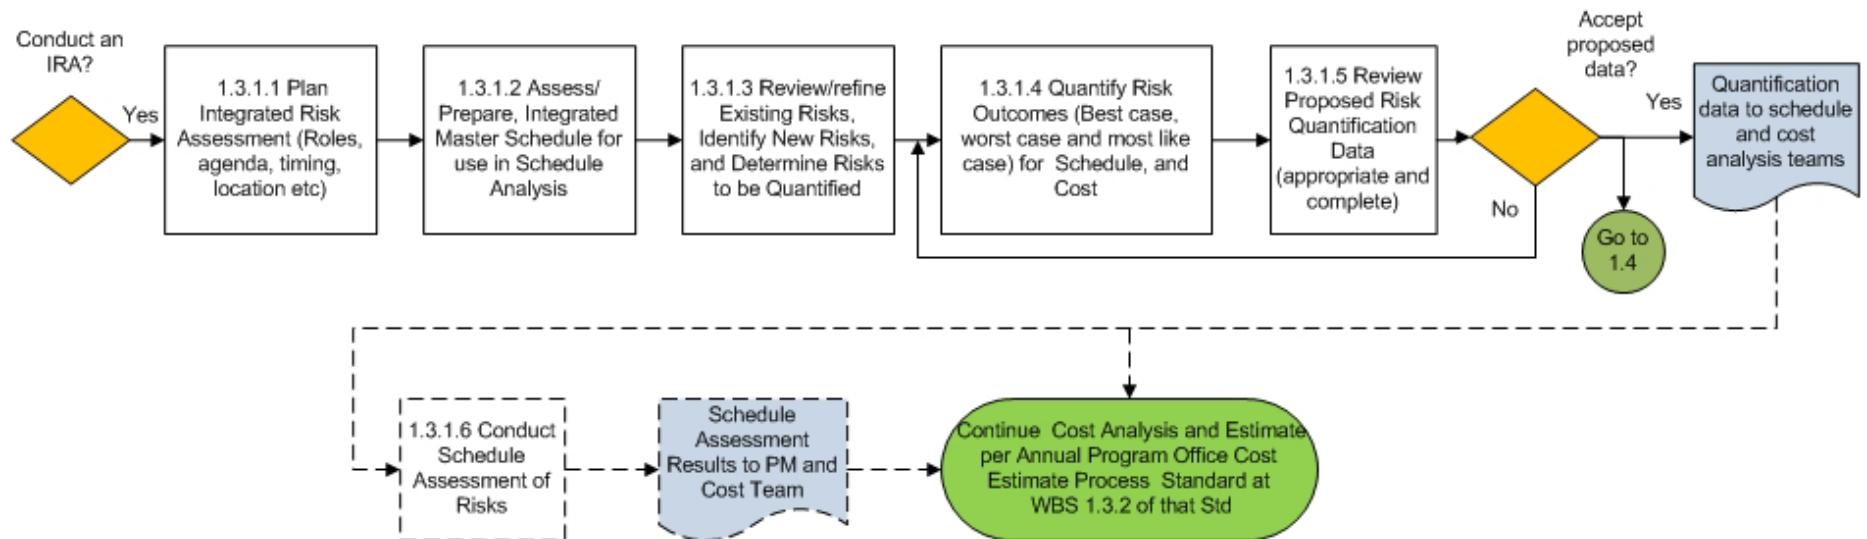 Conduct an
IRA?
Yes
1.3.1.1 Plan
Integrated Risk
Assessment (Roles,
agenda, timing,
location etc)
1.3.1.2 Assess/
Prepare, Integrated
Master Schedule for
use in Schedule
Analysis
1.3.1.3 Review/refine
Existing Risks,
Identify New Risks,
and Determine Risks
to be Quantified
1.3.1.4 Quantify Risk
Outcomes (Best case,
worst case and most like
case) for Schedule, and
Cost
1.3.1.5 Review
Proposed Risk
Quantification
Data
(appropriate and
complete)
Accept
proposed
data?
Yes
No
Go to
1.4
Quantification
data to schedule
and cost
analysis teams
1.3.1.6 Conduct
Schedule
Assessment of
Risks
Schedule
Assessment
Results to PM and
Cost Team
Continue Cost Analysis and Estimate
per Annual Program Office Cost
Estimate Process Standard at
WBS 1.3.2 of that Std